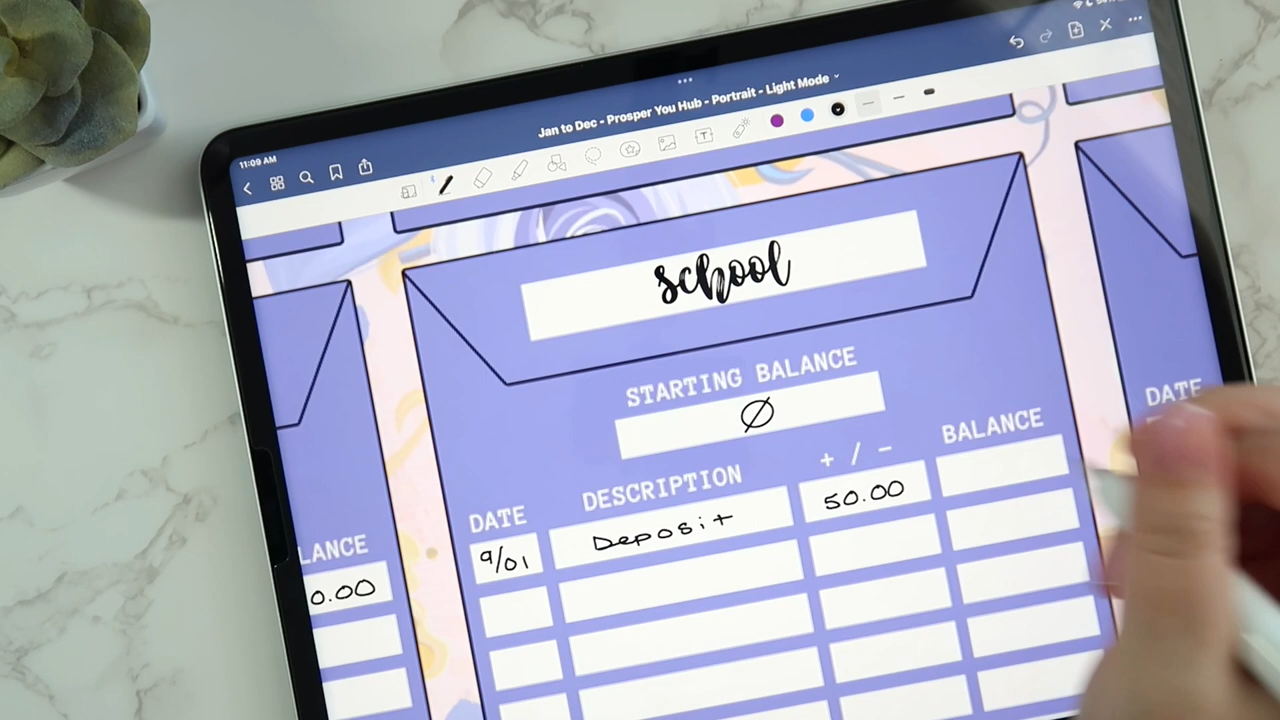 11:09 AM
Jan to Dec - Prosper You Hub - Portrait - Light Mode
T
school
STARTING BALANCE
Ø
DATE DESCRIPTION + / - BALANCE
9/01 Deposit 50.00
LANCE
0.00
DATE